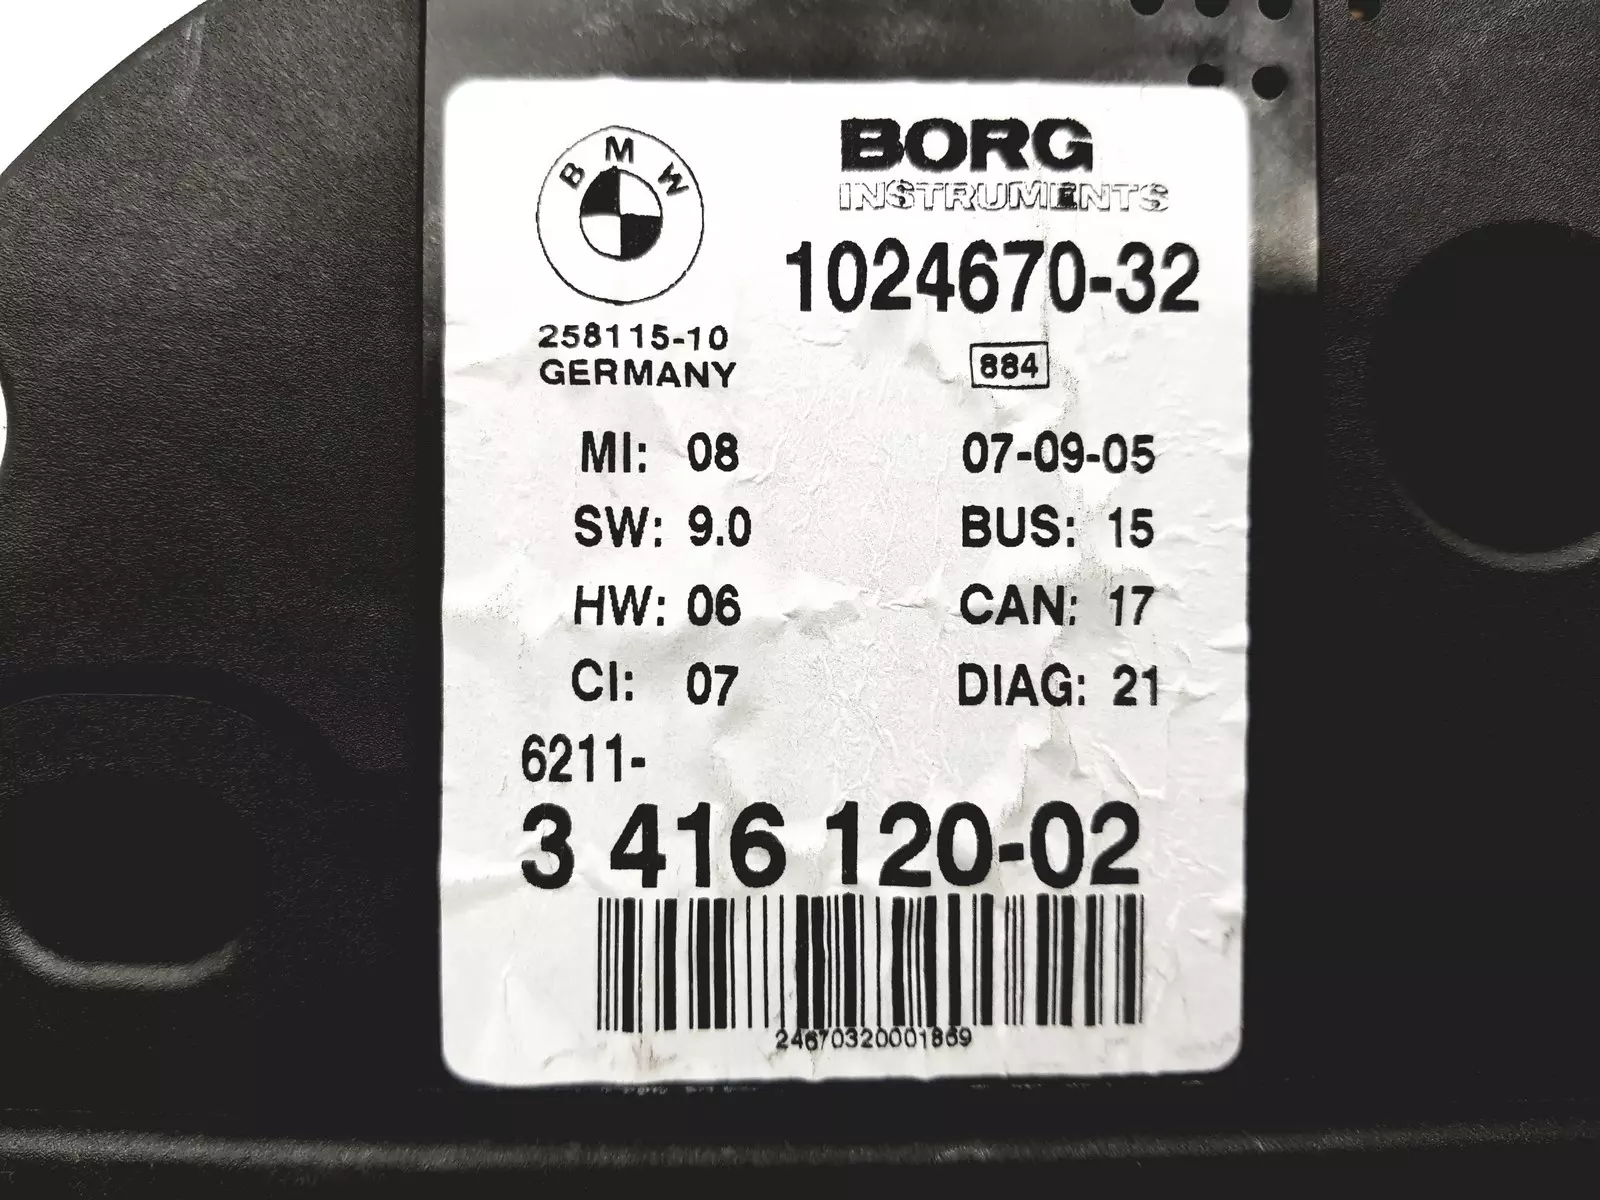 BMW
BORG
INSTRUMENTS
1024670-32
258115-10
GERMANY
884
MI: 08 07-09-05
SW: 9.0 BUS: 15
HW: 06 CAN: 17
CI: 07 DIAG: 21
6211-
3 416 120-02
24670320001869